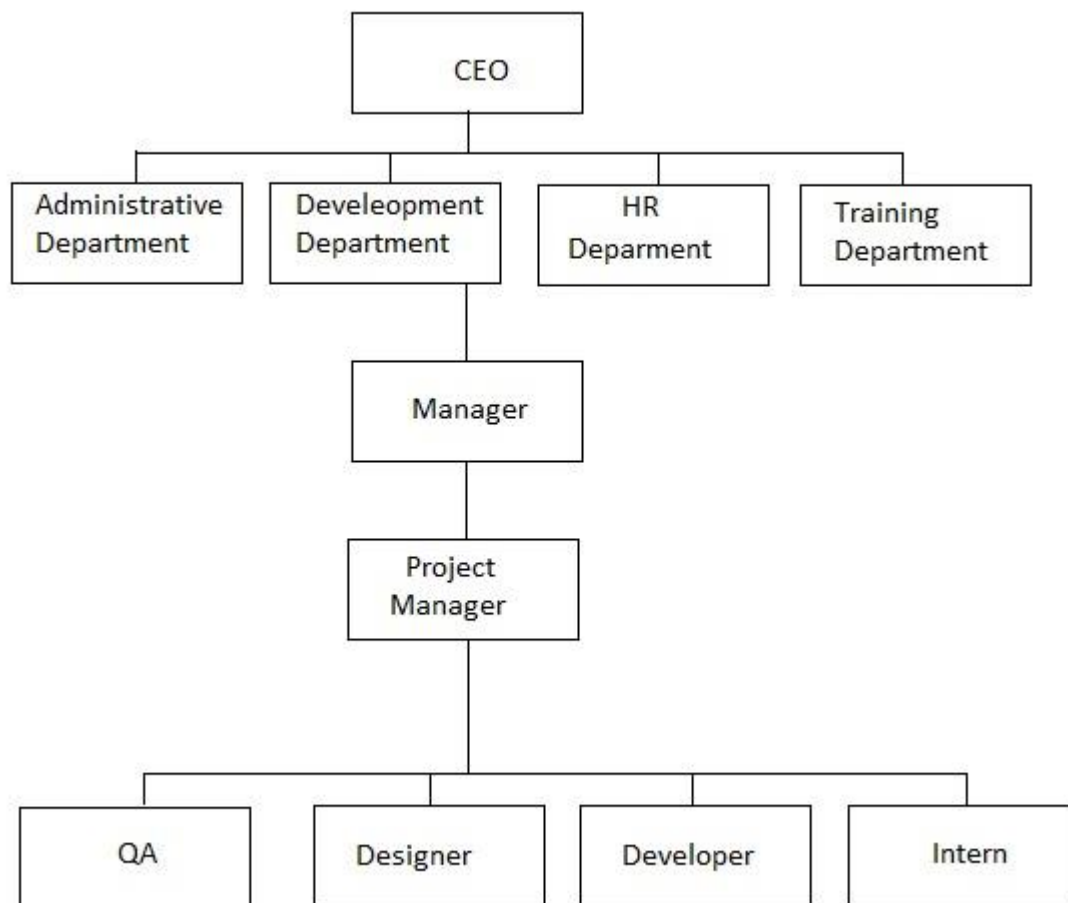 CEO
Administrative
Department
Develeopment
Department
HR
Deparment
Training
Department
Manager
Project
Manager
QA
Designer
Developer
Intern